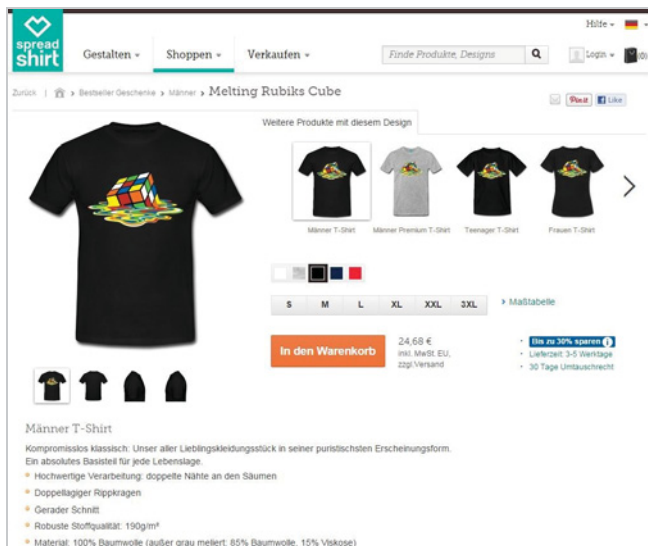 Hilfe
spread
shirt
Gestalten
Shoppen
Verkaufen
Finde Produkte, Designs
Login
(0)
Zurück | > Bestseller Geschenke > Männer > Melting Rubiks Cube
Pin it
Like
Weitere Produkte mit diesem Design
Männer T-Shirt
Männer Premium T-Shirt
Teenager T-Shirt
Frauen T-Shirt
S M L XL XXL 3XL
> Maßtabelle
In den Warenkorb
24,68 €
inkl. MwSt. EU,
zzgl.Versand
Bis zu 30% sparen i
Lieferzeit: 3-5 Werktage
30 Tage Umtauschrecht
Männer T-Shirt
Kompromisslos klassisch: Unser aller Lieblingskleidungsstück in seiner puristischsten Erscheinungsform.
Ein absolutes Basisteil für jede Lebenslage.
Hochwertige Verarbeitung: doppelte Nähte an den Säumen
Doppellagiger Rippkragen
Gerader Schnitt
Robuste Stoffqualität: 190g/m²
Material: 100% Baumwolle (außer grau meliert: 85% Baumwolle, 15% Viskose)